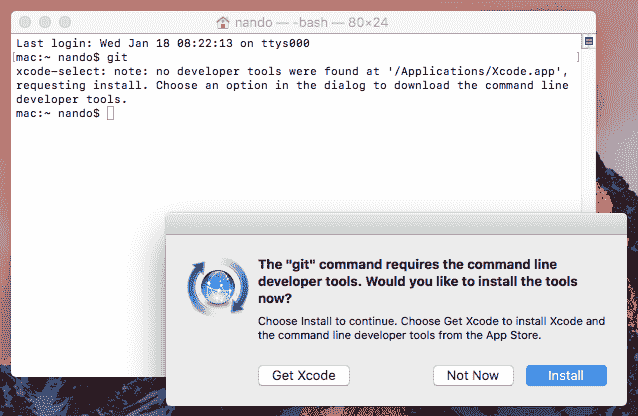 nando — -bash — 80×24
Last login: Wed Jan 18 08:22:13 on ttys000
[mac:~ nando$ git ]
xcode-select: note: no developer tools were found at '/Applications/Xcode.app',
requesting install. Choose an option in the dialog to download the command line
developer tools.
mac:~ nando$
The "git" command requires the command line
developer tools. Would you like to install the tools
now?
Choose Install to continue. Choose Get Xcode to install Xcode and
the command line developer tools from the App Store.
Get Xcode Not Now Install